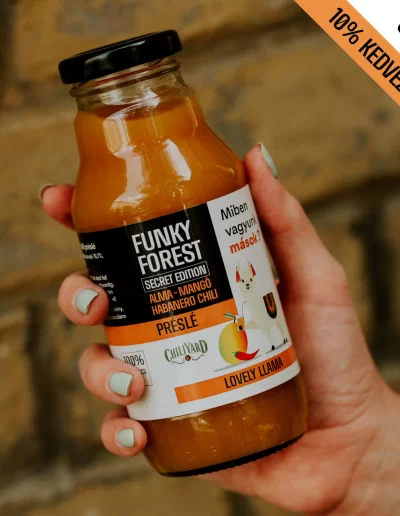 10% KEDVE
FUNKY
FOREST
SECRET EDITION
ALMA - MANGÓ
HABANERO CHILI
PRÉSLÉ
Miben
vagyunk
mások?
100%
CHILIYARD
LOVELY LLAMA